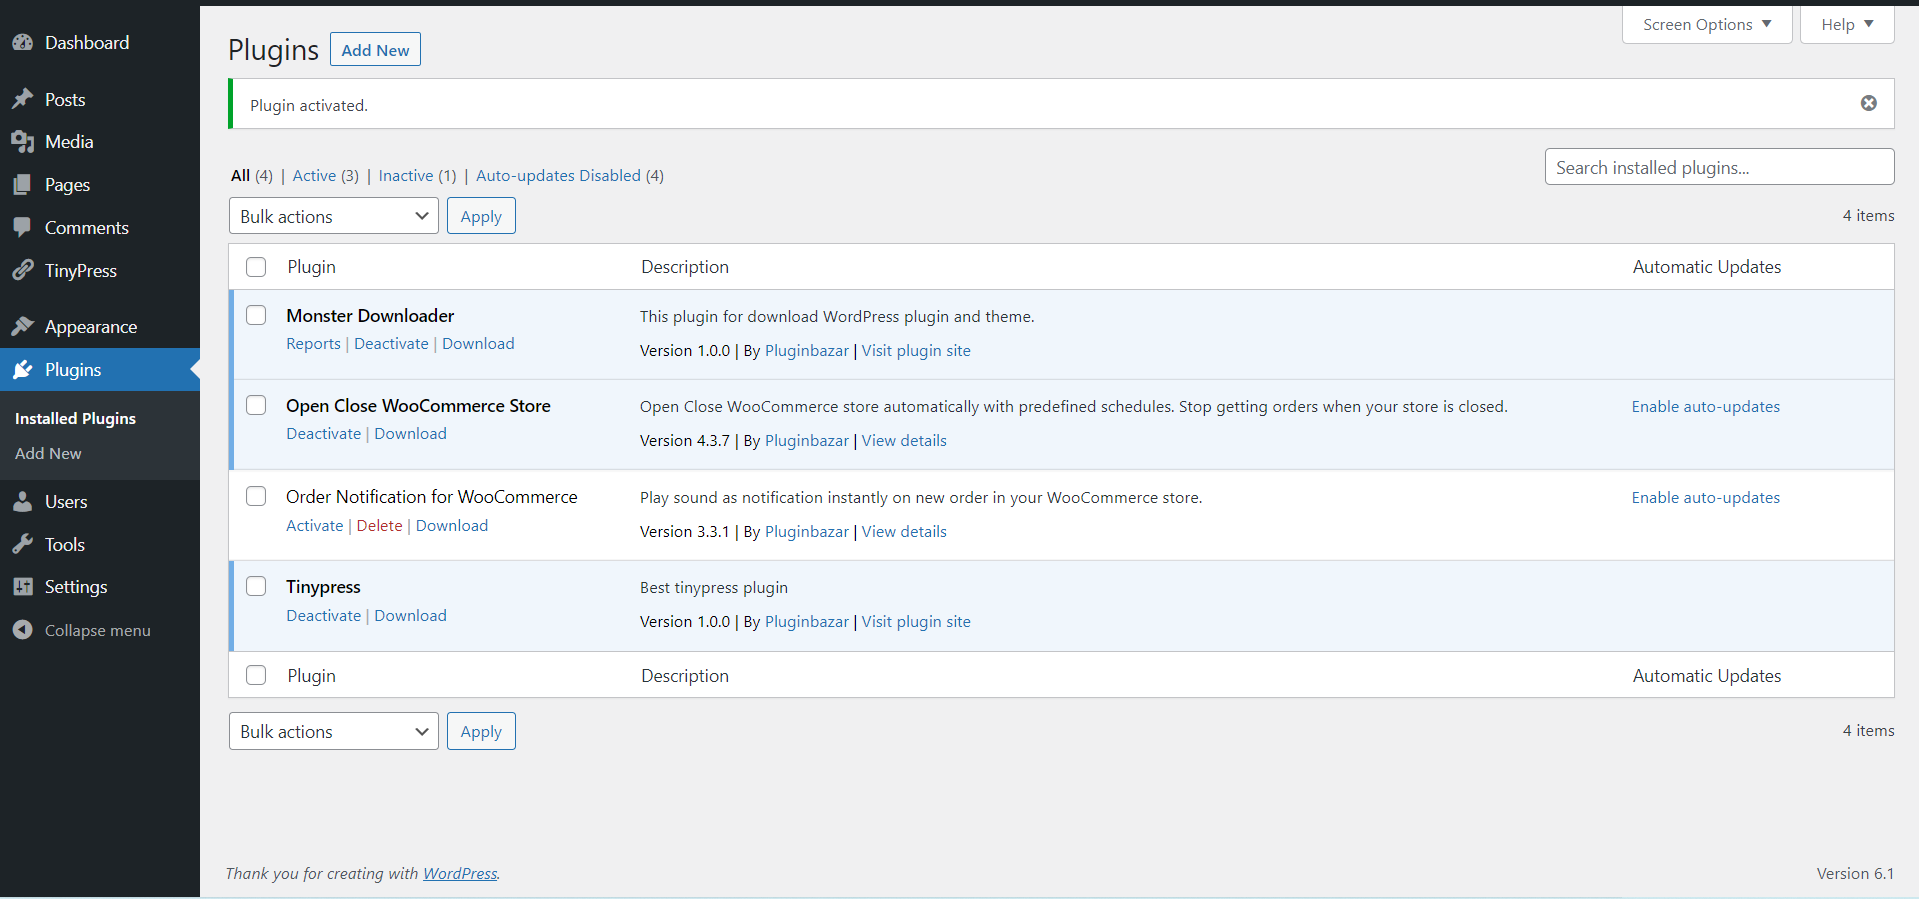 Dashboard
Posts
Media
Pages
Comments
TinyPress
Appearance
Plugins
Installed Plugins
Add New
Users
Tools
Settings
Collapse menu
Screen Options
Help
Plugins Add New
Plugin activated.
All (4) | Active (3) | Inactive (1) | Auto-updates Disabled (4)
Search installed plugins...
Bulk actions Apply
4 items
Plugin Description Automatic Updates
Monster Downloader
Reports | Deactivate | Download
This plugin for download WordPress plugin and theme.
Version 1.0.0 | By Pluginbazar | Visit plugin site
Open Close WooCommerce Store
Deactivate | Download
Open Close WooCommerce store automatically with predefined schedules. Stop getting orders when your store is closed.
Version 4.3.7 | By Pluginbazar | View details
Enable auto-updates
Order Notification for WooCommerce
Activate | Delete | Download
Play sound as notification instantly on new order in your WooCommerce store.
Version 3.3.1 | By Pluginbazar | View details
Enable auto-updates
Tinypress
Deactivate | Download
Best tinypress plugin
Version 1.0.0 | By Pluginbazar | Visit plugin site
Plugin Description Automatic Updates
Bulk actions Apply
4 items
Thank you for creating with WordPress.
Version 6.1